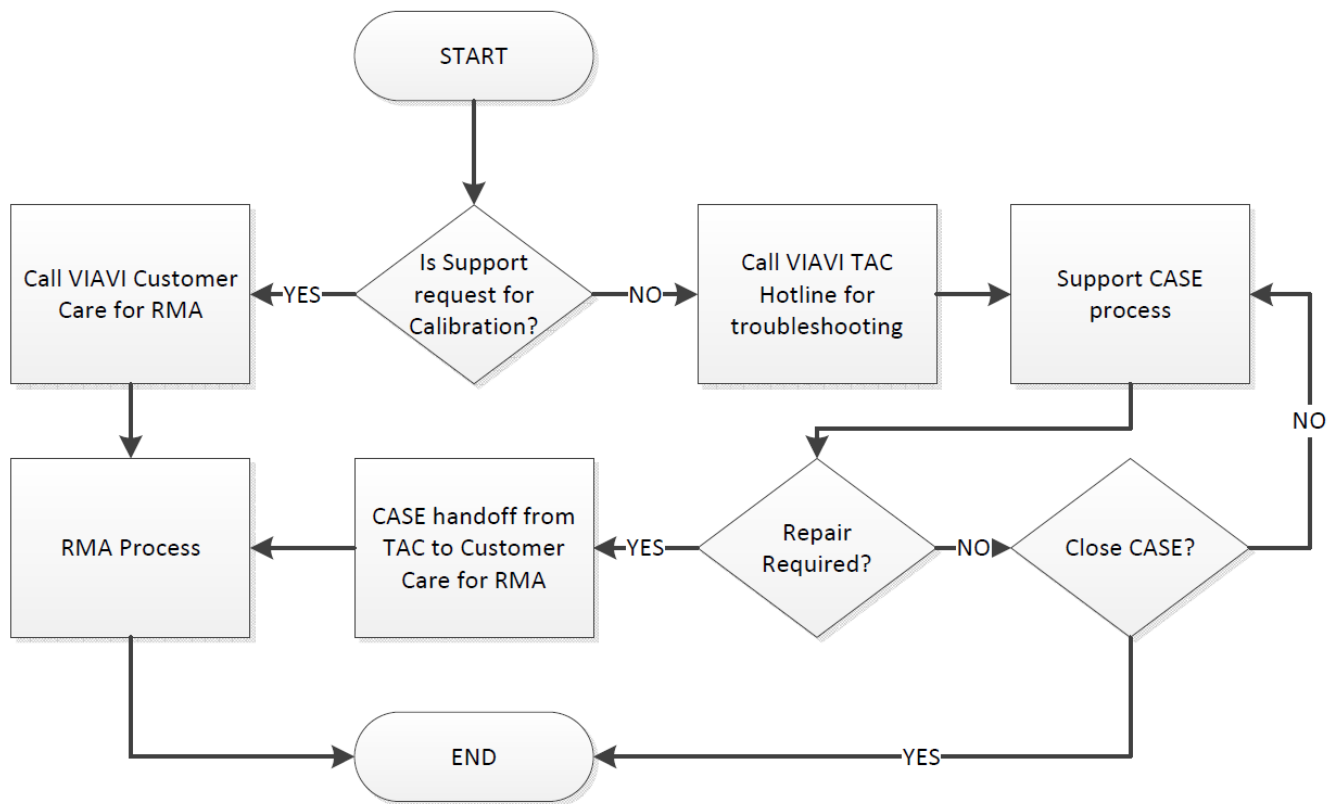 START
Call VIAVI Customer
Care for RMA
YES
Is Support
request for
Calibration?
NO
Call VIAVI TAC
Hotline for
troubleshooting
Support CASE
process
NO
RMA Process
CASE handoff from
TAC to Customer
Care for RMA
YES
Repair
Required?
NO
Close CASE?
END
YES